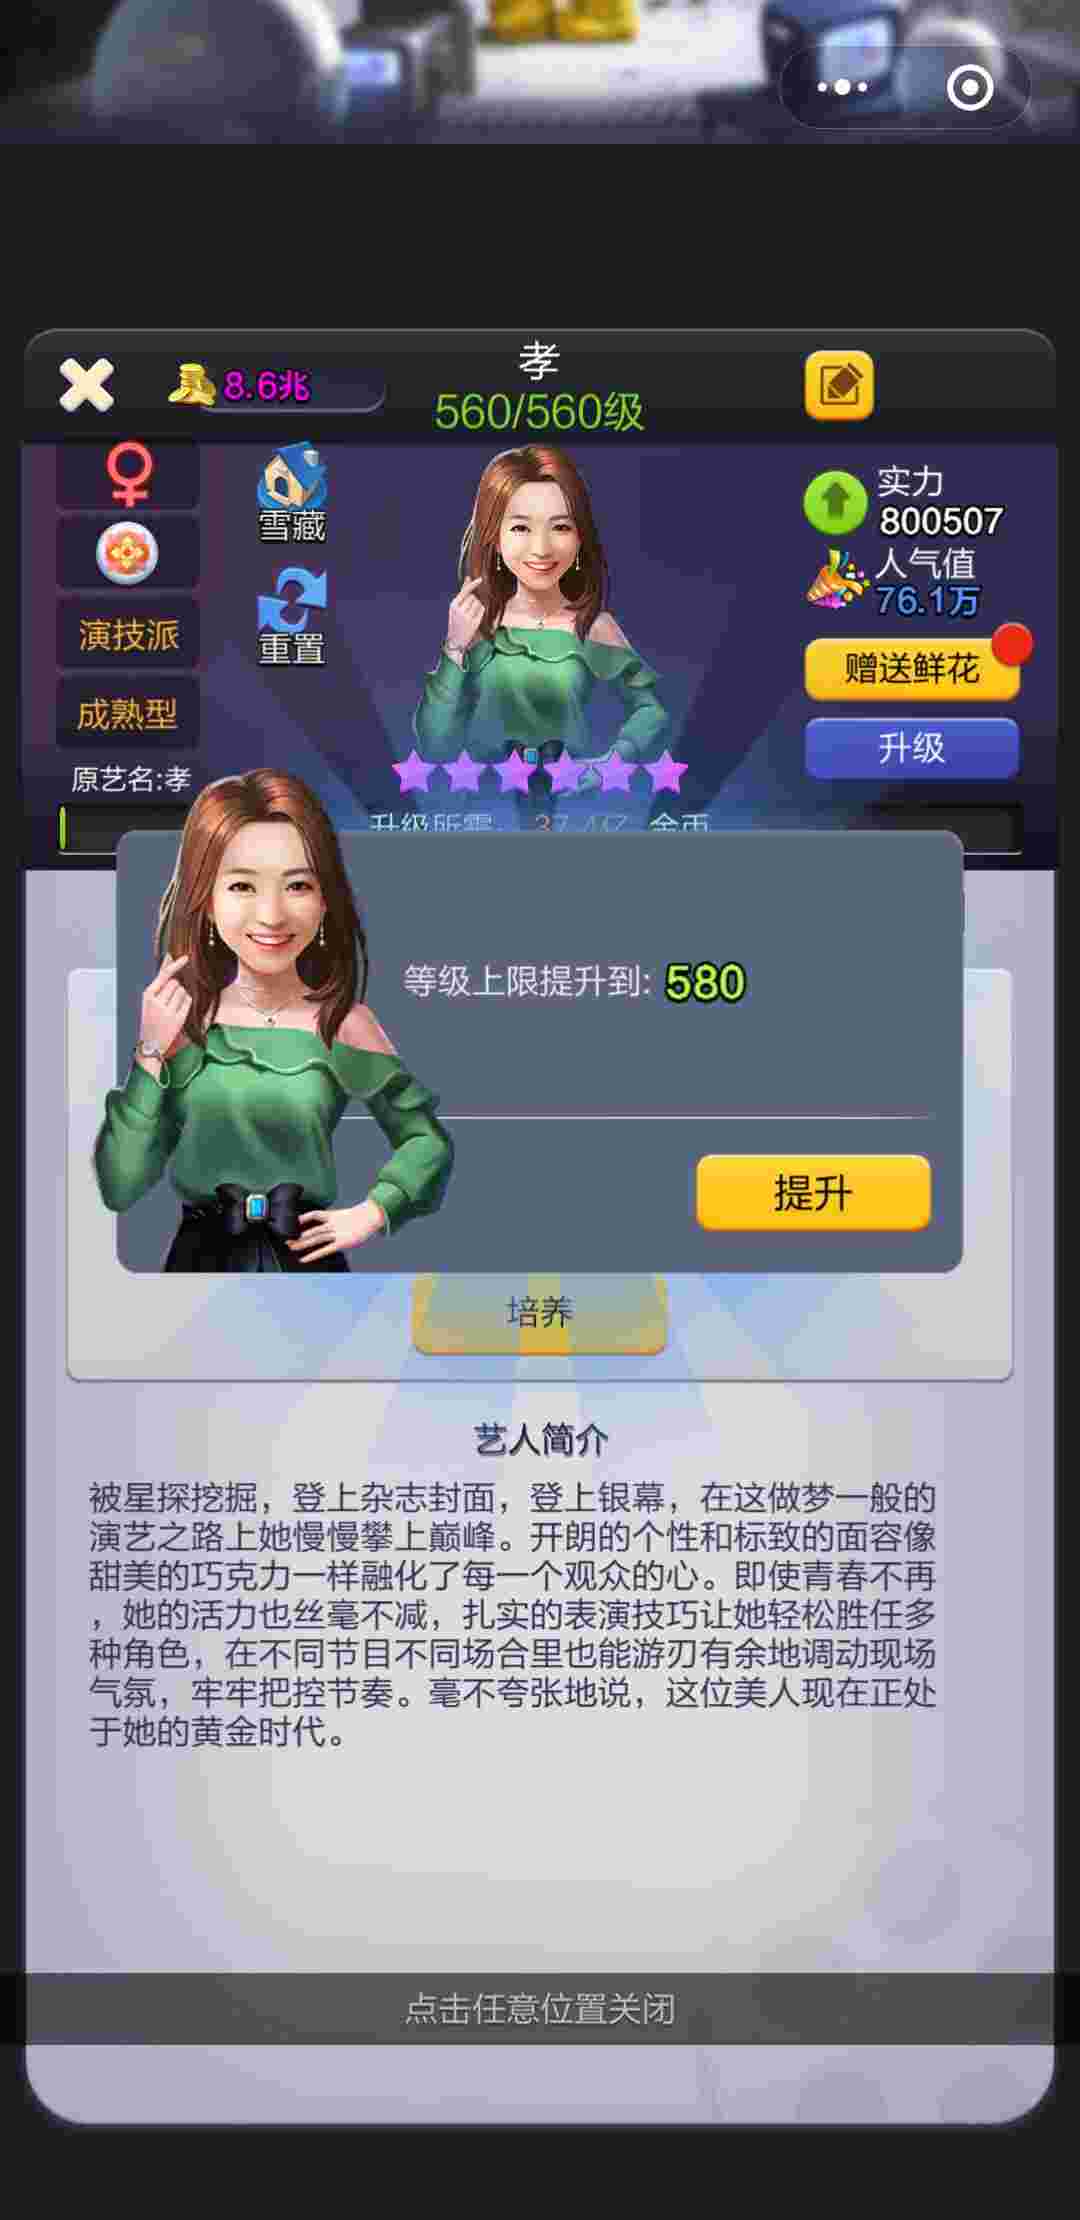 孝
8.6兆
560/560级
雪藏
重置
演技派
成熟型
原艺名:孝
实力
800507
人气值
76.1万
赠送鲜花
升级
升级所需: 37.4亿 金币
等级上限提升到: 580
提升
培养
艺人简介
被星探挖掘，登上杂志封面，登上银幕，在这做梦一般的
演艺之路上她慢慢攀上巅峰。开朗的个性和标致的面容像
甜美的巧克力一样融化了每一个观众的心。即使青春不再
，她的活力也丝毫不减，扎实的表演技巧让她轻松胜任多
种角色，在不同节目不同场合里也能游刃有余地调动现场
气氛，牢牢把控节奏。毫不夸张地说，这位美人现在正处
于她的黄金时代。
点击任意位置关闭